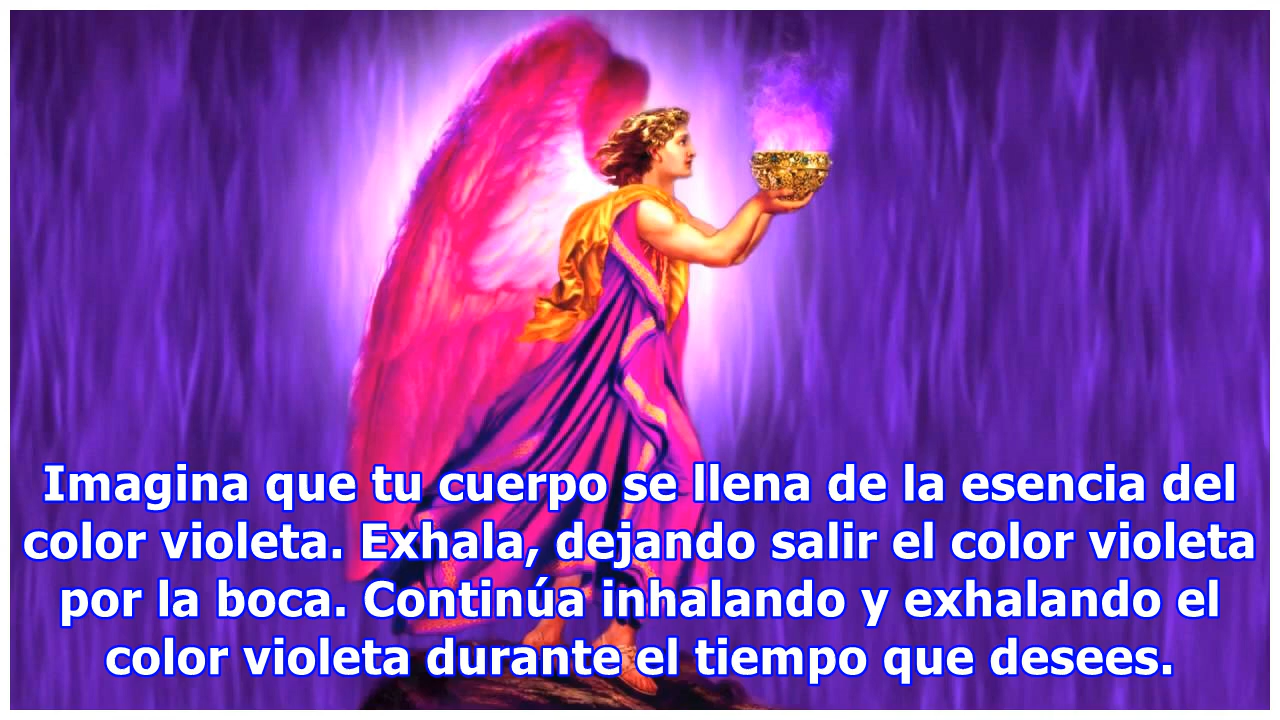 Imagina que tu cuerpo se llena de la esencia del
color violeta. Exhala, dejando salir el color violeta
por la boca. Continúa inhalando y exhalando el
color violeta durante el tiempo que desees.